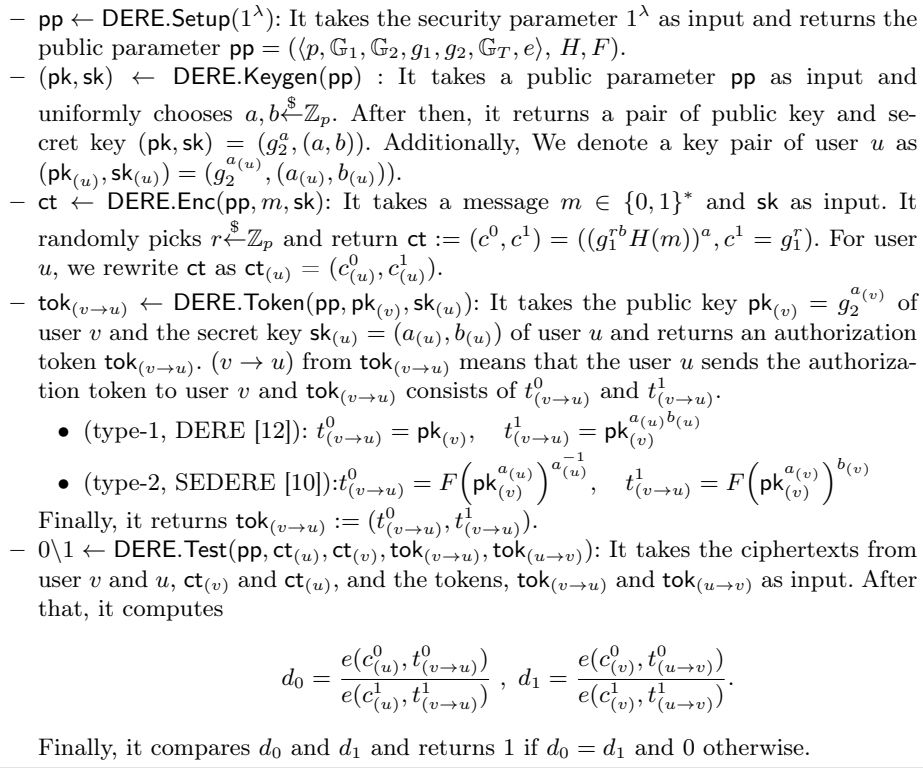 – pp ← DERE.Setup(1^λ): It takes the security parameter 1^λ as input and returns the
public parameter pp = (⟨p, 𝔾_1, 𝔾_2, g_1, g_2, 𝔾_T, e⟩, H, F).
– (pk, sk) ← DERE.Keygen(pp) : It takes a public parameter pp as input and
uniformly chooses a, b $← ℤ_p. After then, it returns a pair of public key and se-
cret key (pk, sk) = (g_2^a, (a, b)). Additionally, We denote a key pair of user u as
(pk_(u), sk_(u)) = (g_2^{a_(u)}, (a_(u), b_(u))).
– ct ← DERE.Enc(pp, m, sk): It takes a message m ∈ {0, 1}* and sk as input. It
randomly picks r $← ℤ_p and return ct := (c^0, c^1) = ((g_1^{rb} H(m))^a, c^1 = g_1^r). For user
u, we rewrite ct as ct_(u) = (c^0_(u), c^1_(u)).
– tok_(v→u) ← DERE.Token(pp, pk_(v), sk_(u)): It takes the public key pk_(v) = g_2^{a_(v)} of
user v and the secret key sk_(u) = (a_(u), b_(u)) of user u and returns an authorization
token tok_(v→u). (v → u) from tok_(v→u) means that the user u sends the authoriza-
tion token to user v and tok_(v→u) consists of t^0_(v→u) and t^1_(v→u).
• (type-1, DERE [12]): t^0_(v→u) = pk_(v), t^1_(v→u) = pk_(v)^{a_(u) b_(u)}
• (type-2, SEDERE [10]):t^0_(v→u) = F(pk_(v)^{a_(u)})^{a_(u)^{-1}}, t^1_(v→u) = F(pk_(v)^{a_(v)})^{b_(v)}
Finally, it returns tok_(v→u) := (t^0_(v→u), t^1_(v→u)).
– 0\1 ← DERE.Test(pp, ct_(u), ct_(v), tok_(v→u), tok_(u→v)): It takes the ciphertexts from
user v and u, ct_(v) and ct_(u), and the tokens, tok_(v→u) and tok_(u→v) as input. After
that, it computes
d_0 = e(c^0_(u), t^0_(v→u)) / e(c^1_(u), t^1_(v→u)) , d_1 = e(c^0_(v), t^0_(u→v)) / e(c^1_(v), t^1_(u→v)).
Finally, it compares d_0 and d_1 and returns 1 if d_0 = d_1 and 0 otherwise.